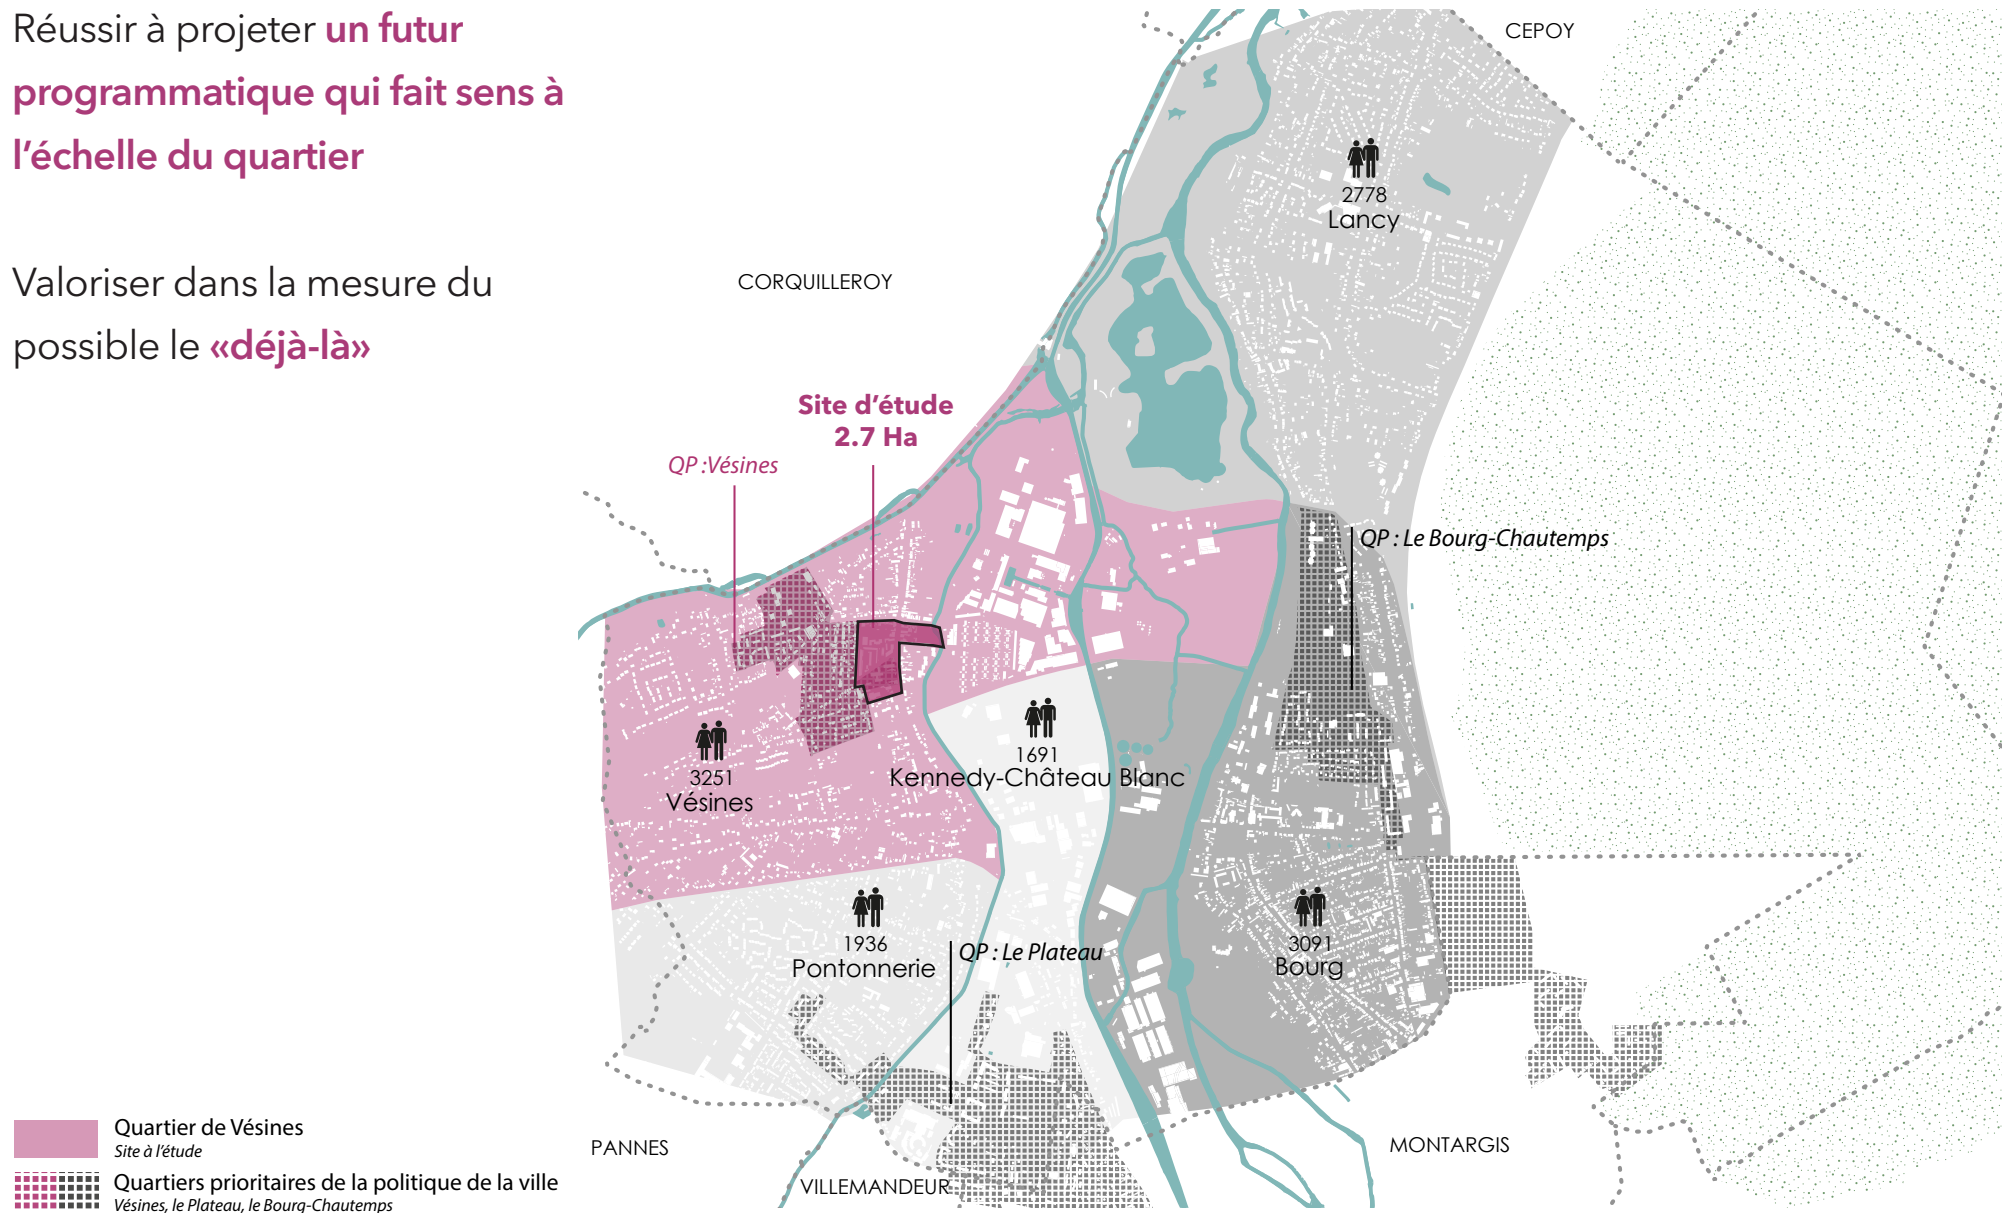 Réussir à projeter un futur
programmatique qui fait sens à
l'échelle du quartier
Valoriser dans la mesure du
possible le «déjà-là»
CEPOY
2778
Lancy
CORQUILLEROY
Site d'étude
2.7 Ha
QP :Vésines
QP : Le Bourg-Chautemps
3251
Vésines
1691
Kennedy-Château Blanc
1936
Pontonnerie
QP : Le Plateau
3091
Bourg
PANNES
VILLEMANDEUR
MONTARGIS
Quartier de Vésines
Site à l'étude
Quartiers prioritaires de la politique de la ville
Vésines, le Plateau, le Bourg-Chautemps